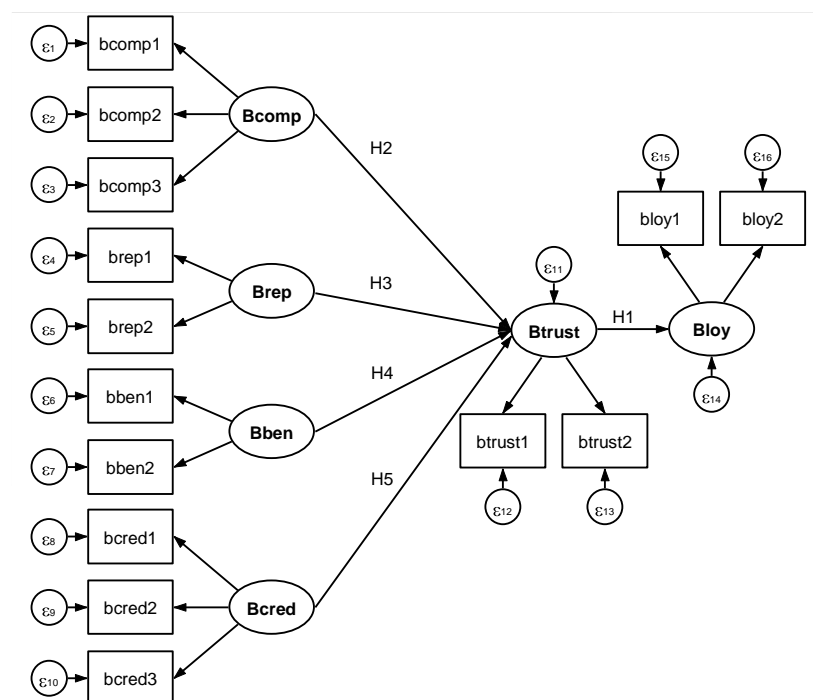 ε1 bcomp1
ε2 bcomp2
ε3 bcomp3
Bcomp
H2
ε4 brep1
ε5 brep2
Brep
H3
ε6 bben1
ε7 bben2
Bben
H4
ε8 bcred1
ε9 bcred2
ε10 bcred3
Bcred
H5
ε11
Btrust
H1
btrust1 btrust2
ε12 ε13
ε15 ε16
bloy1 bloy2
Bloy
ε14